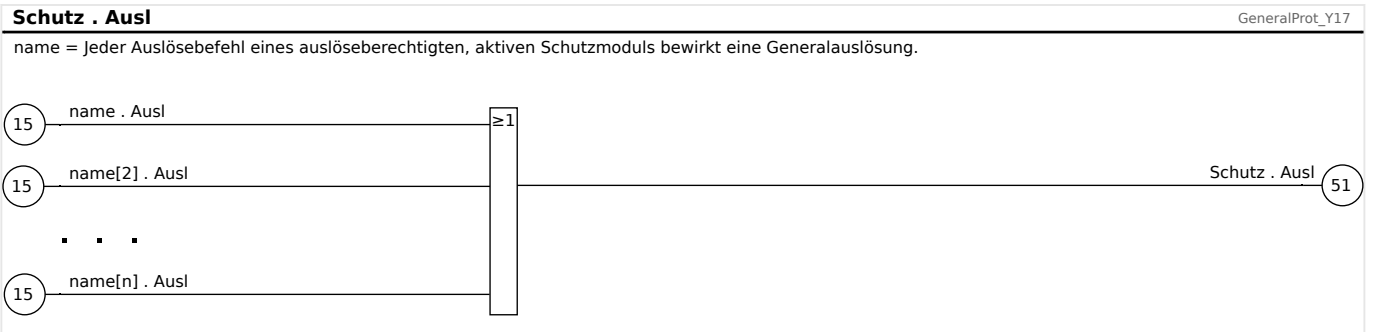 Schutz . Ausl
GeneralProt_Y17
name = Jeder Auslösebefehl eines auslöseberechtigten, aktiven Schutzmoduls bewirkt eine Generalauslösung.
name . Ausl
15
≥1
name[2] . Ausl
15
Schutz . Ausl
51
. . .
name[n] . Ausl
15